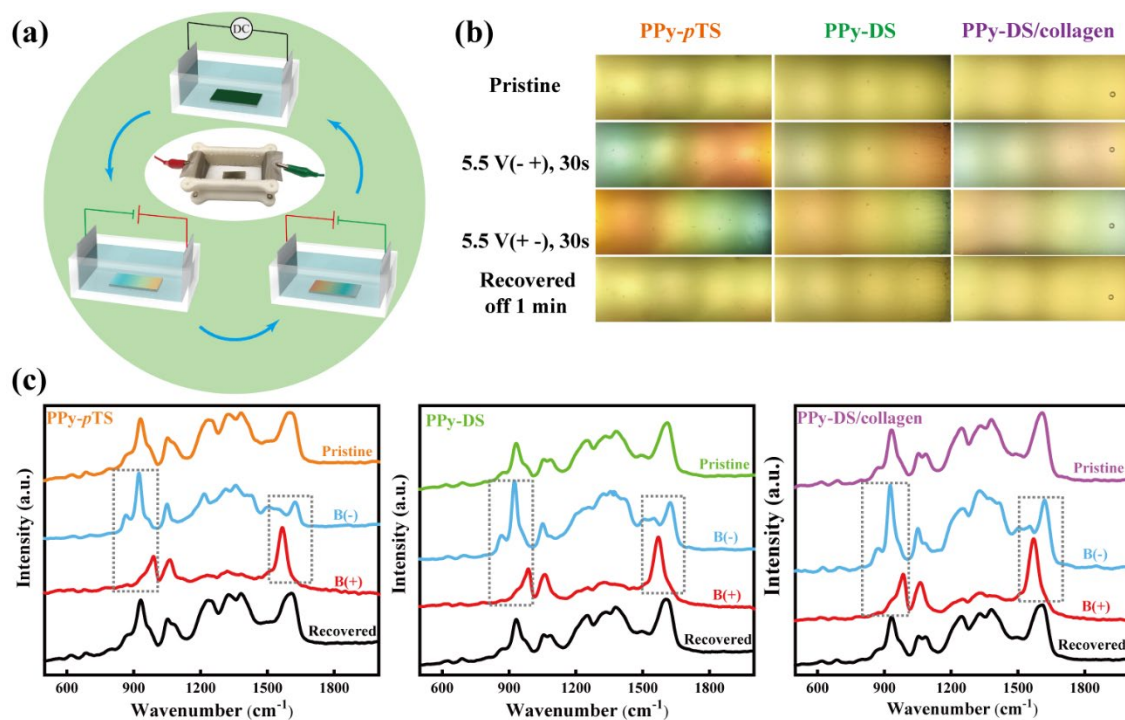 (a)
DC
(b)
PPy-pTS PPy-DS PPy-DS/collagen
Pristine
5.5 V(- +), 30s
5.5 V(+ -), 30s
Recovered
off 1 min
(c)
PPy-pTS
Pristine
B(-)
B(+)
Recovered
Intensity (a.u.)
600 900 1200 1500 1800
Wavenumber (cm-1)
PPy-DS
Pristine
B(-)
B(+)
Recovered
Intensity (a.u.)
600 900 1200 1500 1800
Wavenumber (cm-1)
PPy-DS/collagen
Pristine
B(-)
B(+)
Recovered
Intensity (a.u.)
600 900 1200 1500 1800
Wavenumber (cm-1)